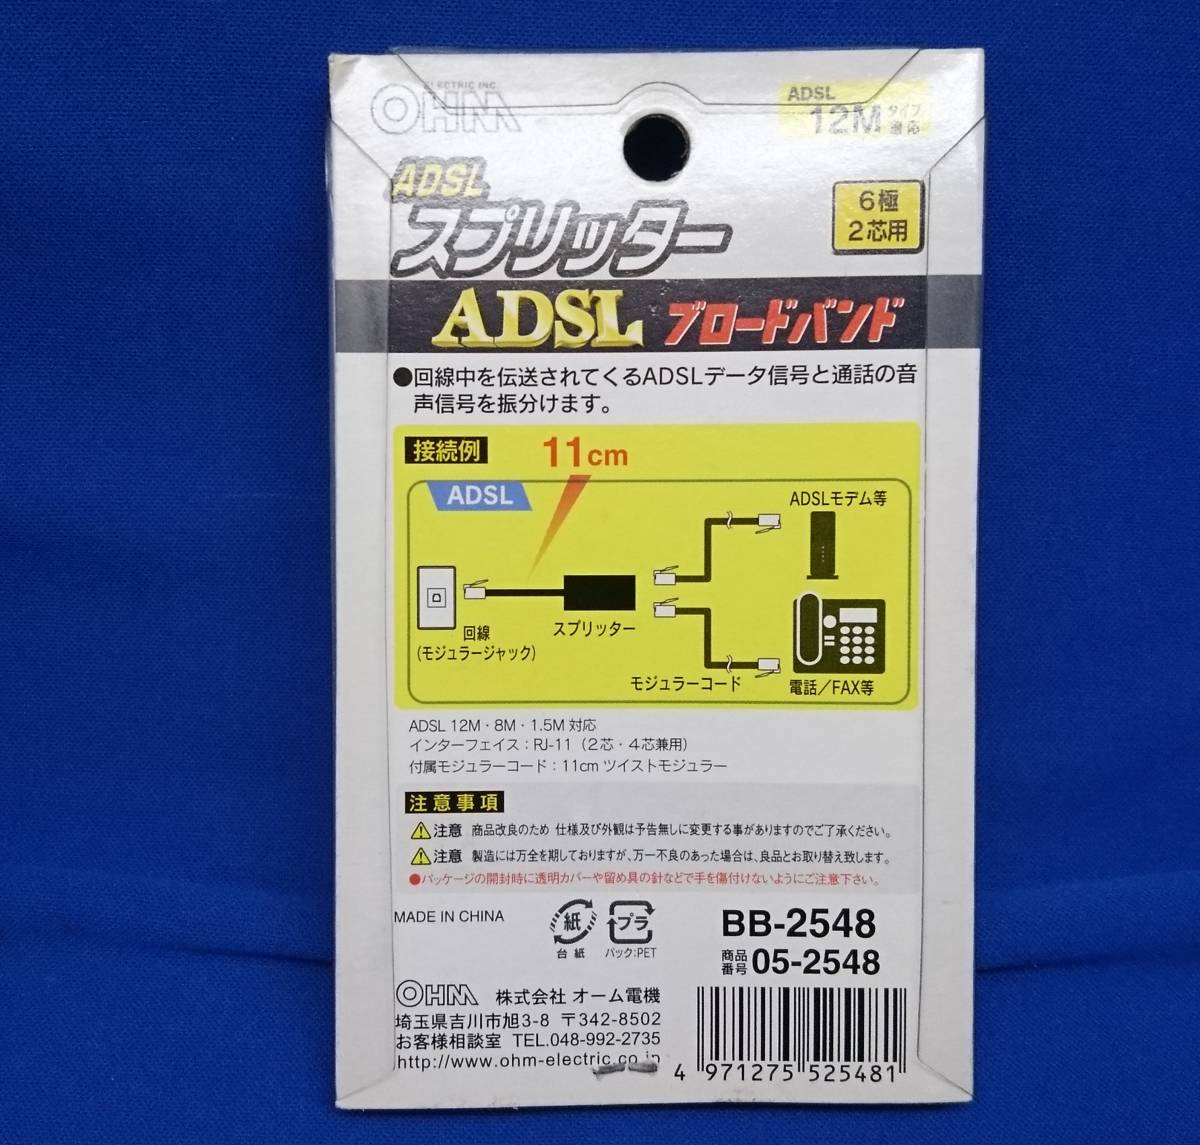 ELECTRIC INC.
OHM
ADSL
12M タイプ対応
ADSL
スプリッター
6極
2芯用
ADSL ブロードバンド
●回線中を伝送されてくるADSLデータ信号と通話の音
声信号を振分けます。
接続例
11cm
ADSL
ADSLモデム等
回線
(モジュラージャック)
スプリッター
モジュラーコード
電話/FAX等
ADSL 12M・8M・1.5M 対応
インターフェイス：RJ-11（2芯・4芯兼用）
付属モジュラーコード：11cm ツイストモジュラー
注意事項
注意 商品改良のため 仕様及び外観は予告無しに変更する事がありますのでご了承ください。
注意 製造には万全を期しておりますが、万一不良のあった場合は、良品とお取り替え致します。
●パッケージの開封時に透明カバーや留め具の針などで手を傷付けないようにご注意下さい。
MADE IN CHINA
紙
台紙
プラ
パック:PET
BB-2548
商品番号 05-2548
OHM 株式会社 オーム電機
埼玉県吉川市旭3-8 〒342-8502
お客様相談室 TEL.048-992-2735
http://www.ohm-electric.co.jp
4 971275 525481